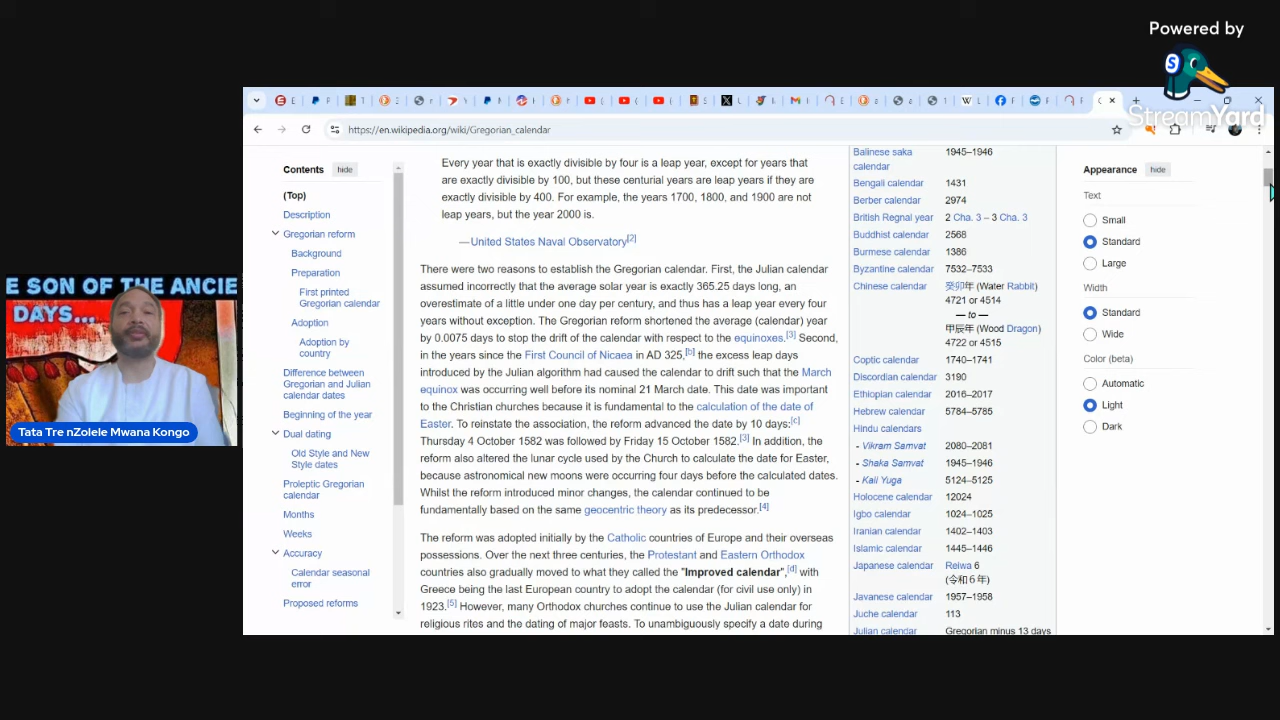 Powered by
StreamYard
E SON OF THE ANCIE
DAYS...
Tata Tre nZolele Mwana Kongo
https://en.wikipedia.org/wiki/Gregorian_calendar
Contents hide
(Top)
Description
Gregorian reform
Background
Preparation
First printed
Gregorian calendar
Adoption
Adoption by
country
Difference between
Gregorian and Julian
calendar dates
Beginning of the year
Dual dating
Old Style and New
Style dates
Proleptic Gregorian
calendar
Months
Weeks
Accuracy
Calendar seasonal
error
Proposed reforms
Every year that is exactly divisible by four is a leap year, except for years that
are exactly divisible by 100, but these centurial years are leap years if they are
exactly divisible by 400. For example, the years 1700, 1800, and 1900 are not
leap years, but the year 2000 is.
—United States Naval Observatory[2]
There were two reasons to establish the Gregorian calendar. First, the Julian calendar
assumed incorrectly that the average solar year is exactly 365.25 days long, an
overestimate of a little under one day per century, and thus has a leap year every four
years without exception. The Gregorian reform shortened the average (calendar) year
by 0.0075 days to stop the drift of the calendar with respect to the equinoxes.[3] Second,
in the years since the First Council of Nicaea in AD 325,[b] the excess leap days
introduced by the Julian algorithm had caused the calendar to drift such that the March
equinox was occurring well before its nominal 21 March date. This date was important
to the Christian churches because it is fundamental to the calculation of the date of
Easter. To reinstate the association, the reform advanced the date by 10 days:[c]
Thursday 4 October 1582 was followed by Friday 15 October 1582.[3] In addition, the
reform also altered the lunar cycle used by the Church to calculate the date for Easter,
because astronomical new moons were occurring four days before the calculated dates.
Whilst the reform introduced minor changes, the calendar continued to be
fundamentally based on the same geocentric theory as its predecessor.[4]
The reform was adopted initially by the Catholic countries of Europe and their overseas
possessions. Over the next three centuries, the Protestant and Eastern Orthodox
countries also gradually moved to what they called the "Improved calendar",[d] with
Greece being the last European country to adopt the calendar (for civil use only) in
1923.[5] However, many Orthodox churches continue to use the Julian calendar for
religious rites and the dating of major feasts. To unambiguously specify a date during
Balinese saka 1945–1946
calendar
Bengali calendar 1431
Berber calendar 2974
British Regnal year 2 Cha. 3 – 3 Cha. 3
Buddhist calendar 2568
Burmese calendar 1386
Byzantine calendar 7532–7533
Chinese calendar 癸卯年 (Water Rabbit)
4721 or 4514
— to —
甲辰年 (Wood Dragon)
4722 or 4515
Coptic calendar 1740–1741
Discordian calendar 3190
Ethiopian calendar 2016–2017
Hebrew calendar 5784–5785
Hindu calendars
- Vikram Samvat 2080–2081
- Shaka Samvat 1945–1946
- Kali Yuga 5124–5125
Holocene calendar 12024
Igbo calendar 1024–1025
Iranian calendar 1402–1403
Islamic calendar 1445–1446
Japanese calendar Reiwa 6
(令和６年)
Javanese calendar 1957–1958
Juche calendar 113
Julian calendar Gregorian minus 13 days
Appearance hide
Text
Small
Standard
Large
Width
Standard
Wide
Color (beta)
Automatic
Light
Dark